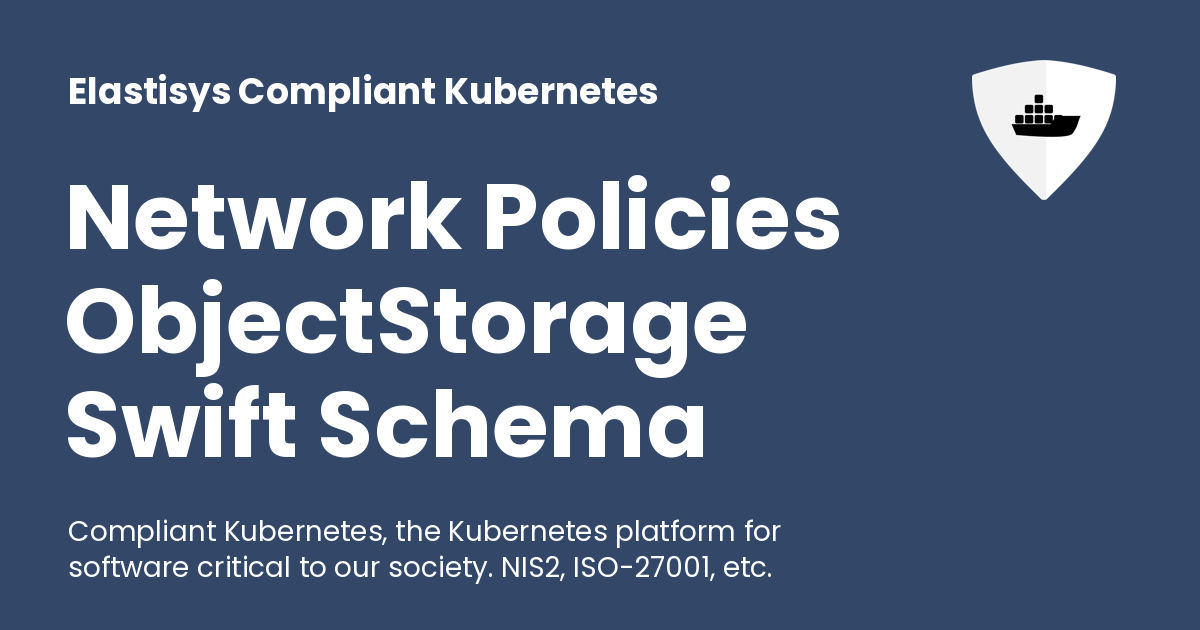 Elastisys Compliant Kubernetes
Network Policies
ObjectStorage
Swift Schema
Compliant Kubernetes, the Kubernetes platform for
software critical to our society. NIS2, ISO-27001, etc.